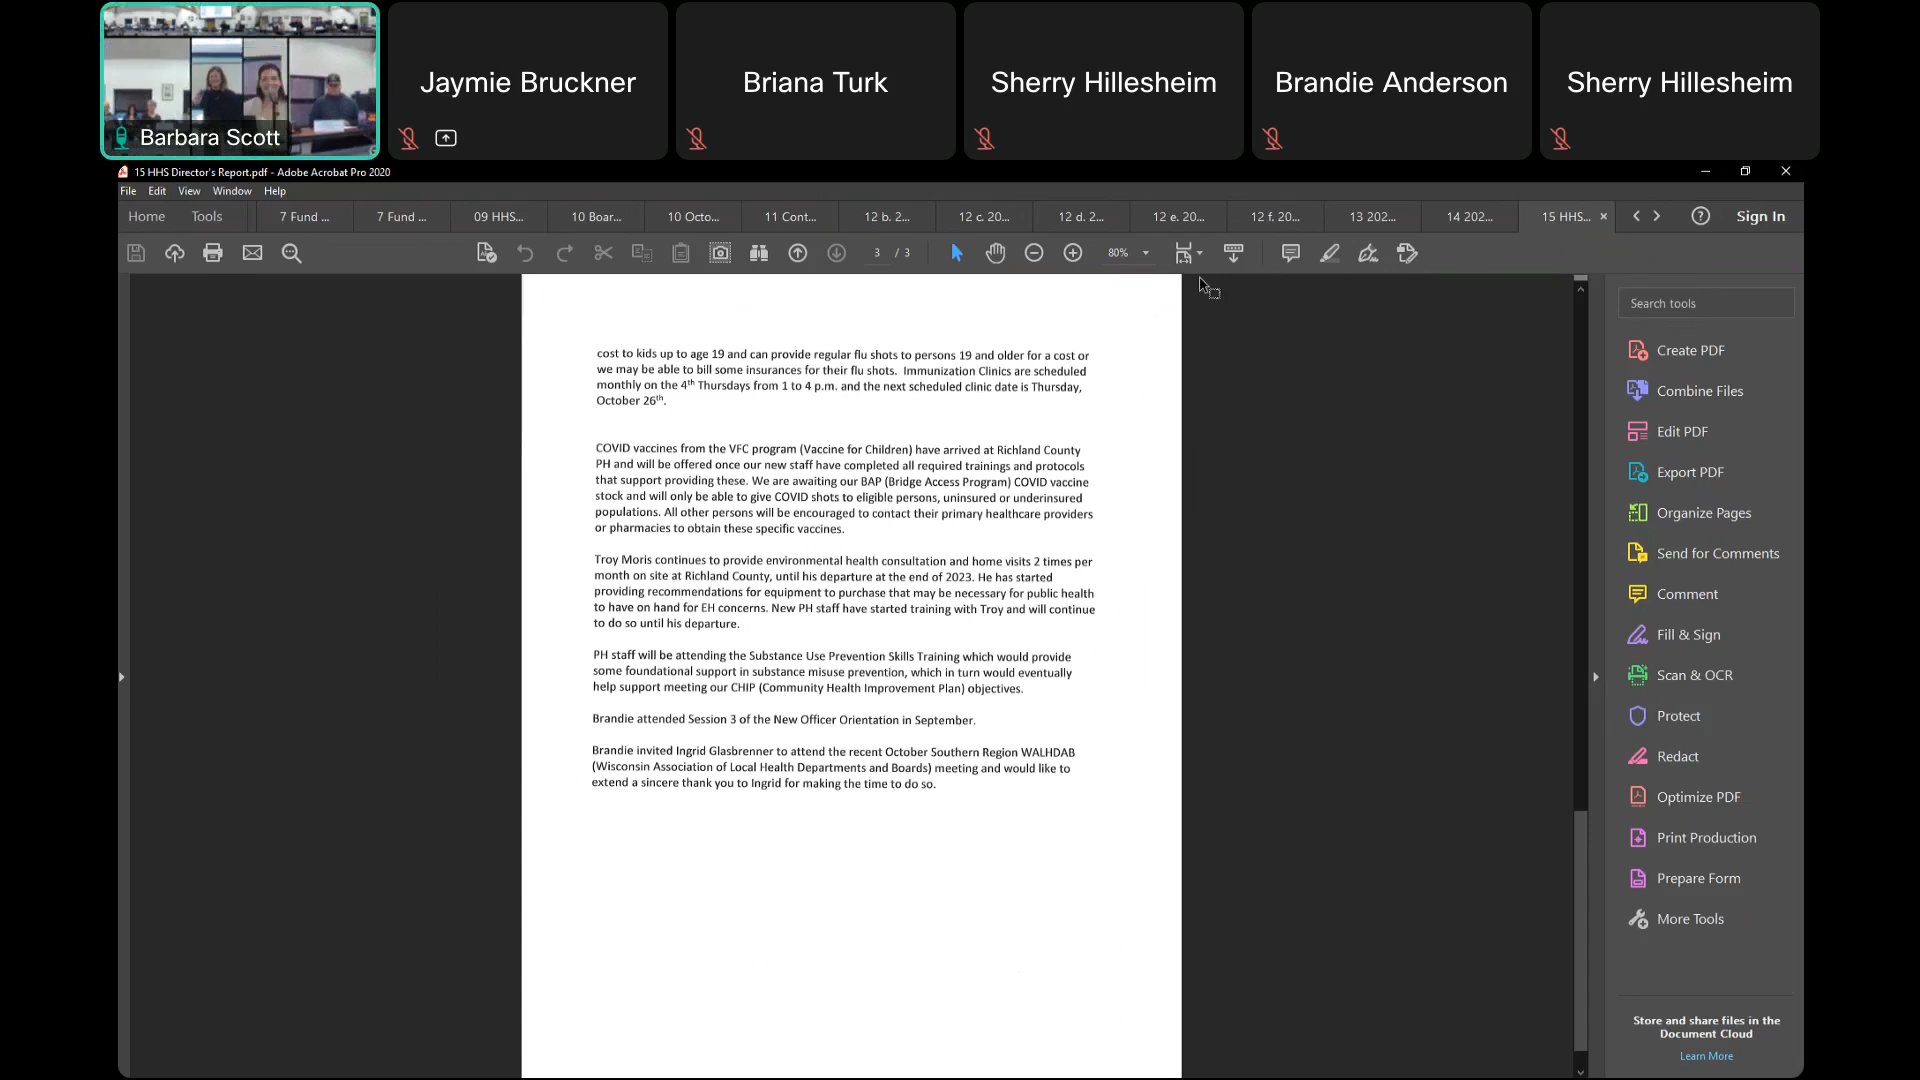 Barbara Scott
Jaymie Bruckner
Briana Turk
Sherry Hillesheim
Brandie Anderson
Sherry Hillesheim
15 HHS Director's Report.pdf - Adobe Acrobat Pro 2020
File Edit View Window Help
Home Tools 7 Fund ... 7 Fund ... 09 HHS... 10 Boar... 10 Octo... 11 Cont... 12 b. 2... 12 c. 20... 12 d. 2... 12 e. 20... 12 f. 20... 13 202... 14 202... 15 HHS... × Sign In
3 / 3 80%
cost to kids up to age 19 and can provide regular flu shots to persons 19 and older for a cost or
we may be able to bill some insurances for their flu shots. Immunization Clinics are scheduled
monthly on the 4th Thursdays from 1 to 4 p.m. and the next scheduled clinic date is Thursday,
October 26th.
COVID vaccines from the VFC program (Vaccine for Children) have arrived at Richland County
PH and will be offered once our new staff have completed all required trainings and protocols
that support providing these. We are awaiting our BAP (Bridge Access Program) COVID vaccine
stock and will only be able to give COVID shots to eligible persons, uninsured or underinsured
populations. All other persons will be encouraged to contact their primary healthcare providers
or pharmacies to obtain these specific vaccines.
Troy Moris continues to provide environmental health consultation and home visits 2 times per
month on site at Richland County, until his departure at the end of 2023. He has started
providing recommendations for equipment to purchase that may be necessary for public health
to have on hand for EH concerns. New PH staff have started training with Troy and will continue
to do so until his departure.
PH staff will be attending the Substance Use Prevention Skills Training which would provide
some foundational support in substance misuse prevention, which in turn would eventually
help support meeting our CHIP (Community Health Improvement Plan) objectives.
Brandie attended Session 3 of the New Officer Orientation in September.
Brandie invited Ingrid Glasbrenner to attend the recent October Southern Region WALHDAB
(Wisconsin Association of Local Health Departments and Boards) meeting and would like to
extend a sincere thank you to Ingrid for making the time to do so.
Search tools
Create PDF
Combine Files
Edit PDF
Export PDF
Organize Pages
Send for Comments
Comment
Fill & Sign
Scan & OCR
Protect
Redact
Optimize PDF
Print Production
Prepare Form
More Tools
Store and share files in the
Document Cloud
Learn More